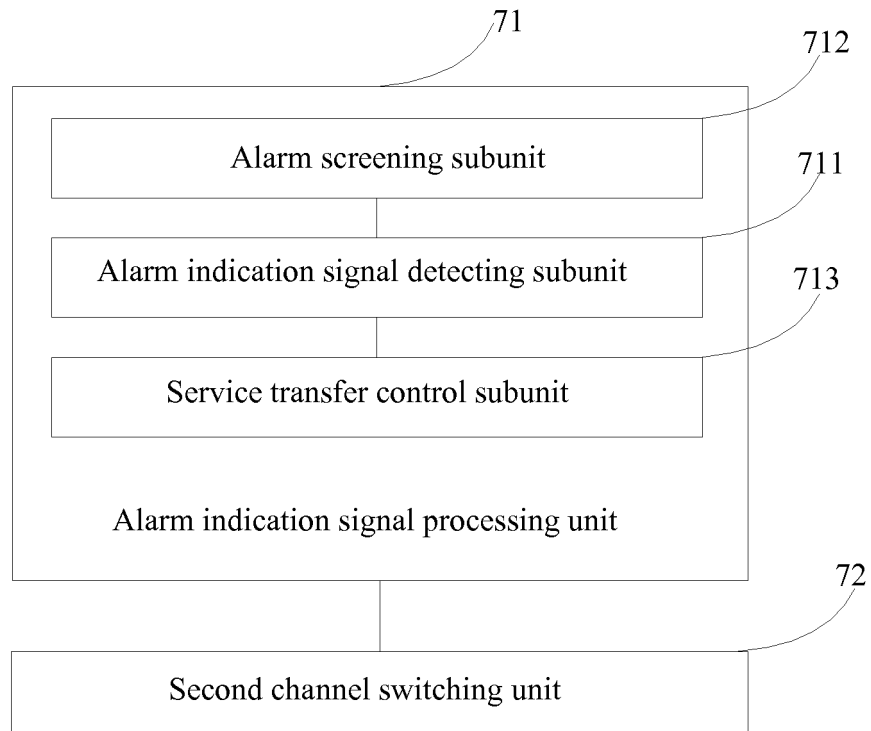 71
712
Alarm screening subunit
711
Alarm indication signal detecting subunit
713
Service transfer control subunit
Alarm indication signal processing unit
72
Second channel switching unit